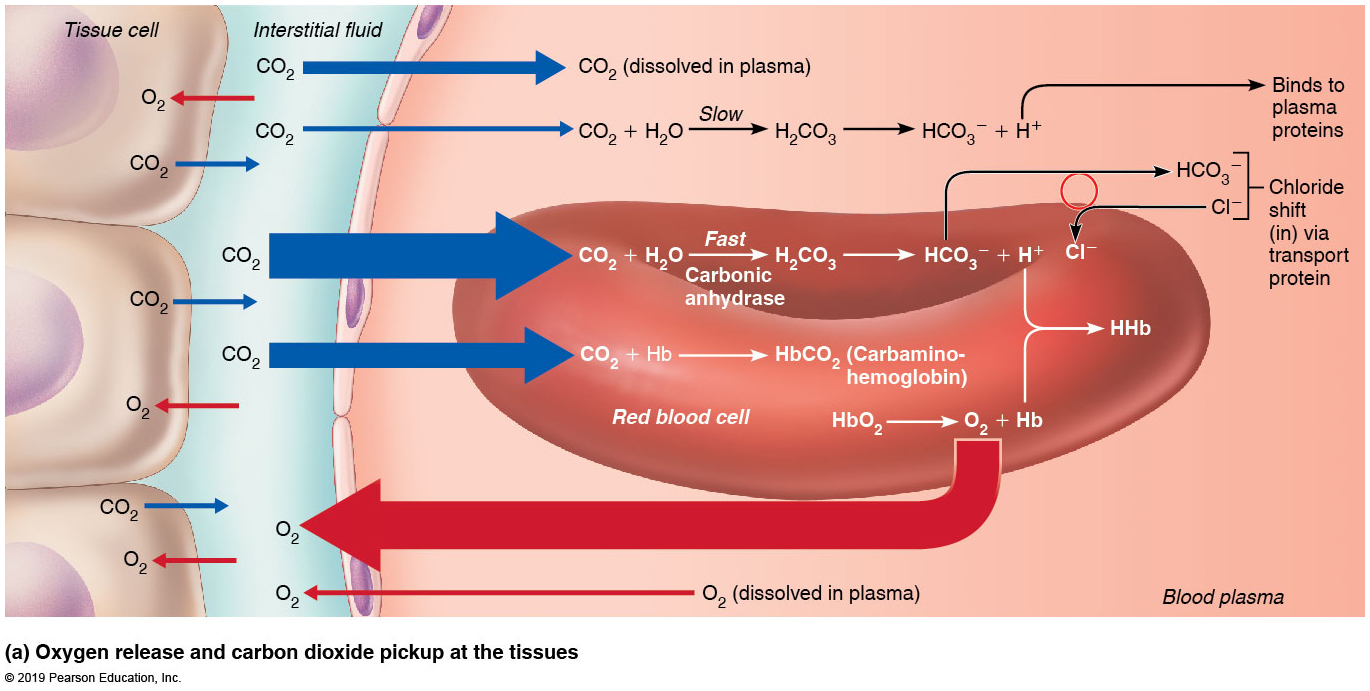 Tissue cell
Interstitial fluid
CO₂
CO₂ (dissolved in plasma)
O₂
CO₂
CO₂ + H₂O
Slow
H₂CO₃
HCO₃⁻ + H⁺
Binds to
plasma
proteins
CO₂
HCO₃⁻
Cl⁻
Chloride
shift
(in) via
transport
protein
CO₂
CO₂ + H₂O
Fast
Carbonic
anhydrase
H₂CO₃
HCO₃⁻ + H⁺
Cl⁻
CO₂
HHb
CO₂
CO₂ + Hb
HbCO₂ (Carbamino-
hemoglobin)
O₂
Red blood cell
HbO₂
O₂ + Hb
CO₂
O₂
O₂
O₂
O₂ (dissolved in plasma)
Blood plasma
(a) Oxygen release and carbon dioxide pickup at the tissues
© 2019 Pearson Education, Inc.